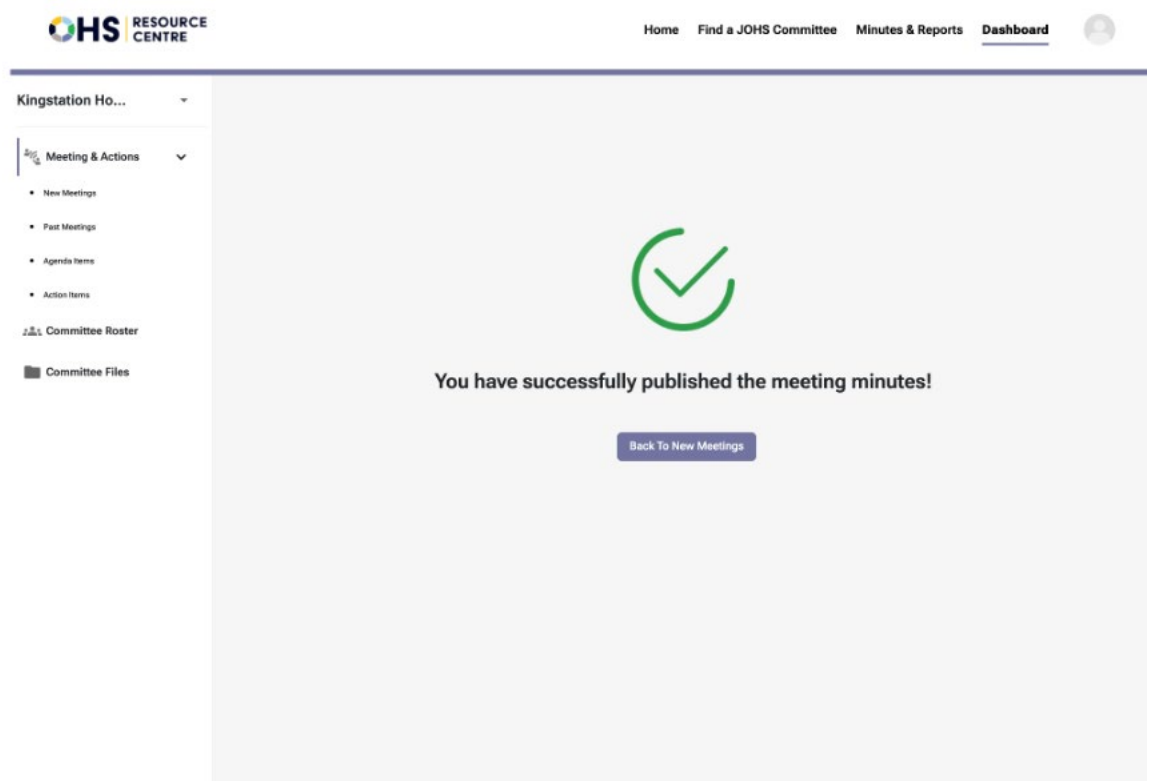 OHS RESOURCE CENTRE
Home Find a JOHS Committee Minutes & Reports Dashboard
Kingstation Ho...
Meeting & Actions
New Meetings
Past Meetings
Agenda Items
Action Items
Committee Roster
Committee Files
You have successfully published the meeting minutes!
Back To New Meetings